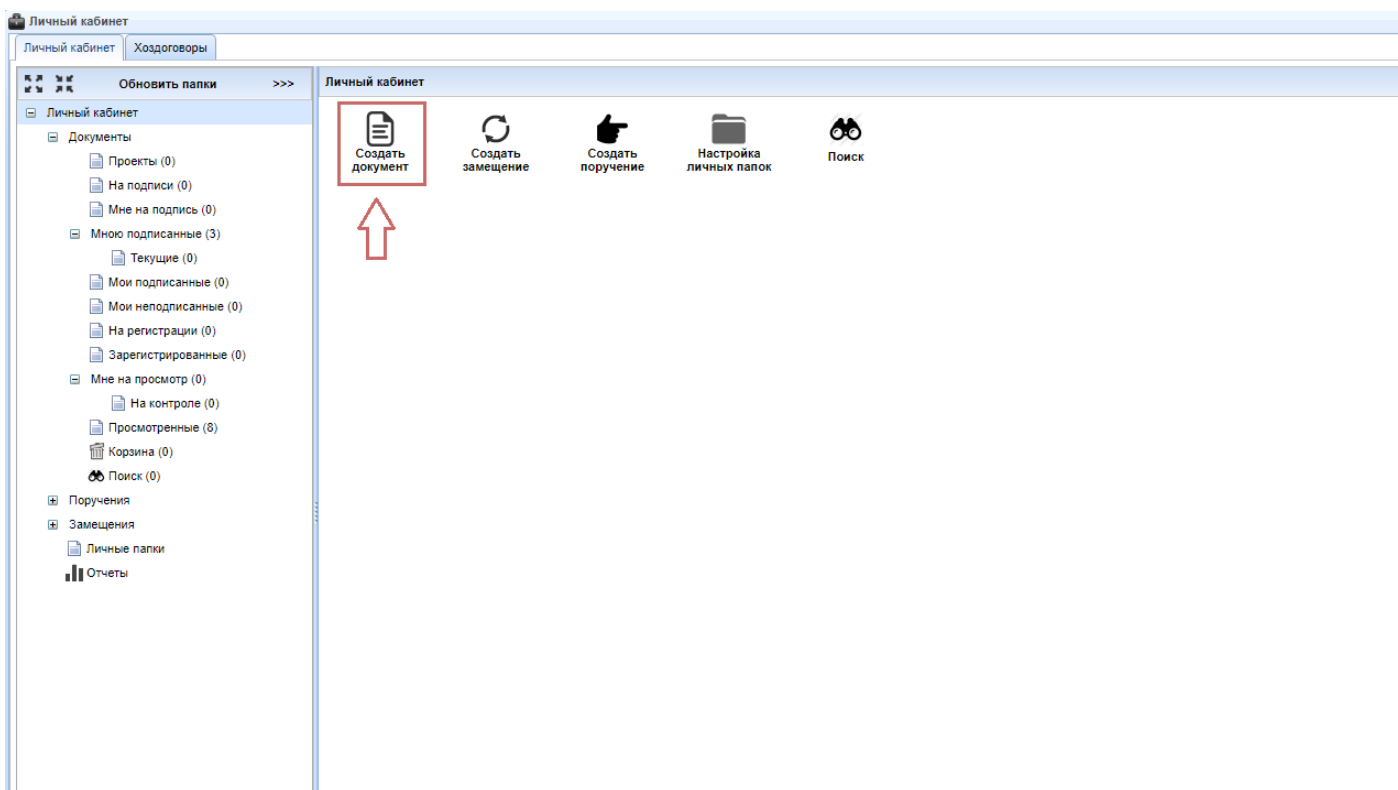 Личный кабинет
Личный кабинет Хоздоговоры
Обновить папки >>>
Личный кабинет
Документы
Проекты (0)
На подписи (0)
Мне на подпись (0)
Мною подписанные (3)
Текущие (0)
Мои подписанные (0)
Мои неподписанные (0)
На регистрации (0)
Зарегистрированные (0)
Мне на просмотр (0)
На контроле (0)
Просмотренные (8)
Корзина (0)
Поиск (0)
Поручения
Замещения
Личные папки
Отчеты
Личный кабинет
Создать
документ
Создать
замещение
Создать
поручение
Настройка
личных папок
Поиск